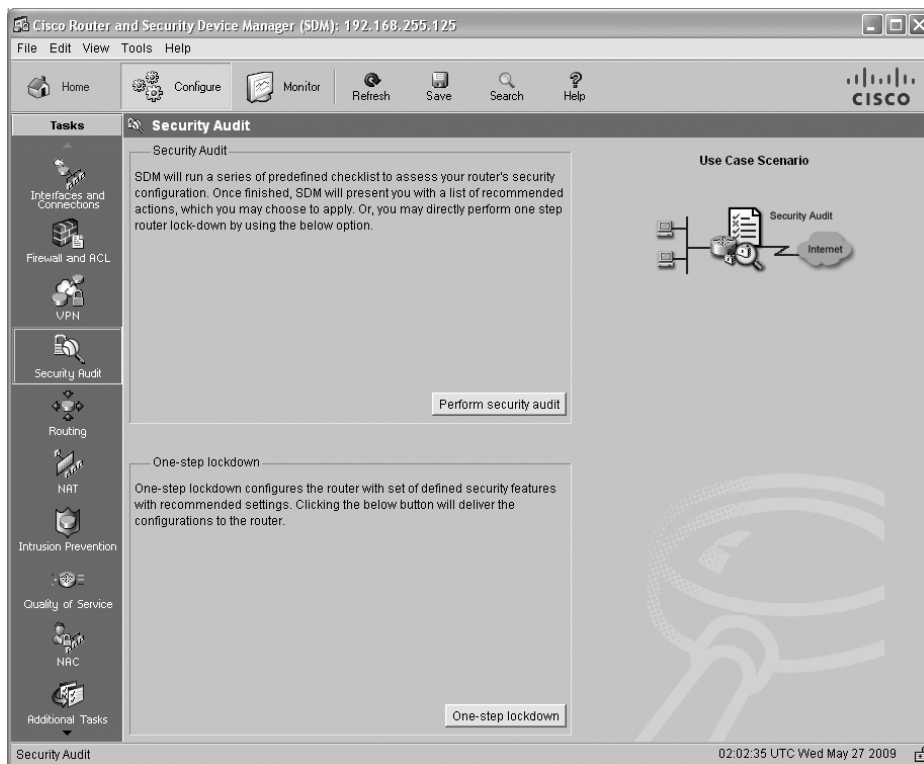 Cisco Router and Security Device Manager (SDM): 192.168.255.125
File Edit View Tools Help
Home
Configure
Monitor
Refresh
Save
Search
Help
CISCO
Tasks
Interfaces and
Connections
Firewall and ACL
VPN
Security Audit
Routing
NAT
Intrusion Prevention
Quality of Service
NAC
Additional Tasks
Security Audit
Security Audit
SDM will run a series of predefined checklist to assess your router's security
configuration. Once finished, SDM will present you with a list of recommended
actions, which you may choose to apply. Or, you may directly perform one step
router lock-down by using the below option.
Perform security audit
One-step lockdown
One-step lockdown configures the router with set of defined security features
with recommended settings. Clicking the below button will deliver the
configurations to the router.
One-step lockdown
Use Case Scenario
Security Audit
Internet
Security Audit
02:02:35 UTC Wed May 27 2009